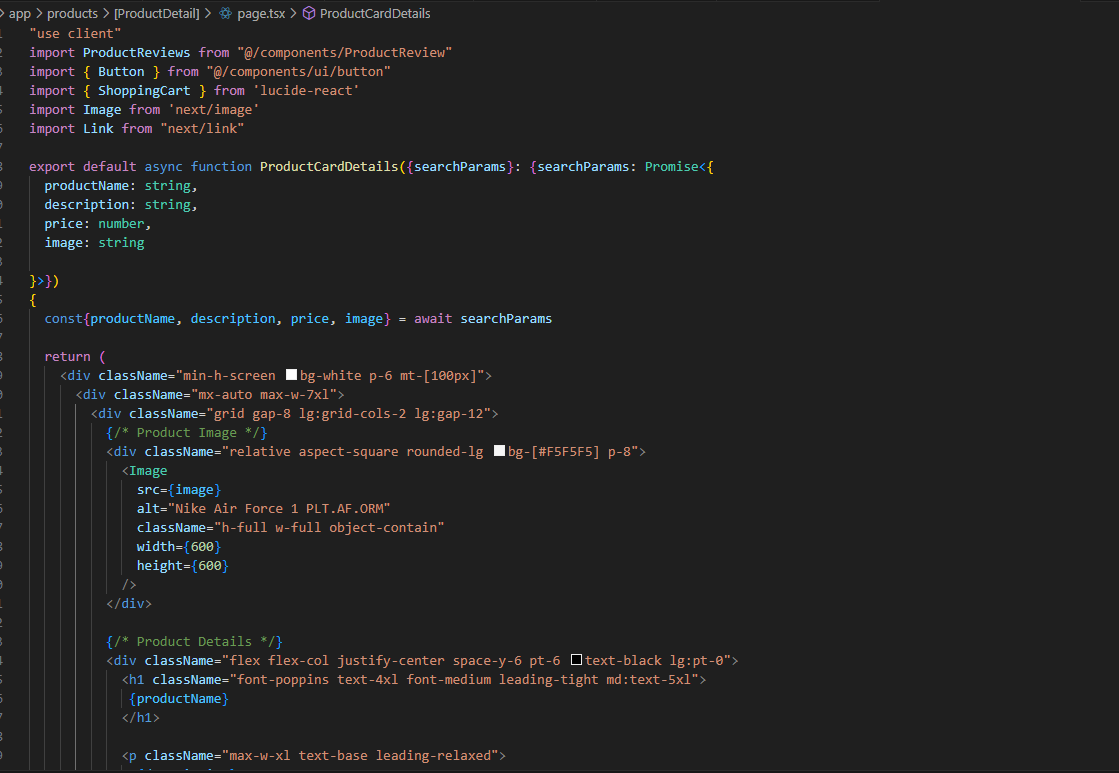 app > products > [ProductDetail] > page.tsx > ProductCardDetails
"use client"
import ProductReviews from "@/components/ProductReview"
import { Button } from "@/components/ui/button"
import { ShoppingCart } from 'lucide-react'
import Image from 'next/image'
import Link from "next/link"
export default async function ProductCardDetails({searchParams}: {searchParams: Promise<{
productName: string,
description: string,
price: number,
image: string
}>})
{
const{productName, description, price, image} = await searchParams
return (
<div className="min-h-screen bg-white p-6 mt-[100px]">
<div className="mx-auto max-w-7xl">
<div className="grid gap-8 lg:grid-cols-2 lg:gap-12">
{/* Product Image */}
<div className="relative aspect-square rounded-lg bg-[#F5F5F5] p-8">
<Image
src={image}
alt="Nike Air Force 1 PLT.AF.ORM"
className="h-full w-full object-contain"
width={600}
height={600}
/>
</div>
{/* Product Details */}
<div className="flex flex-col justify-center space-y-6 pt-6 text-black lg:pt-0">
<h1 className="font-poppins text-4xl font-medium leading-tight md:text-5xl">
{productName}
</h1>
<p className="max-w-xl text-base leading-relaxed">